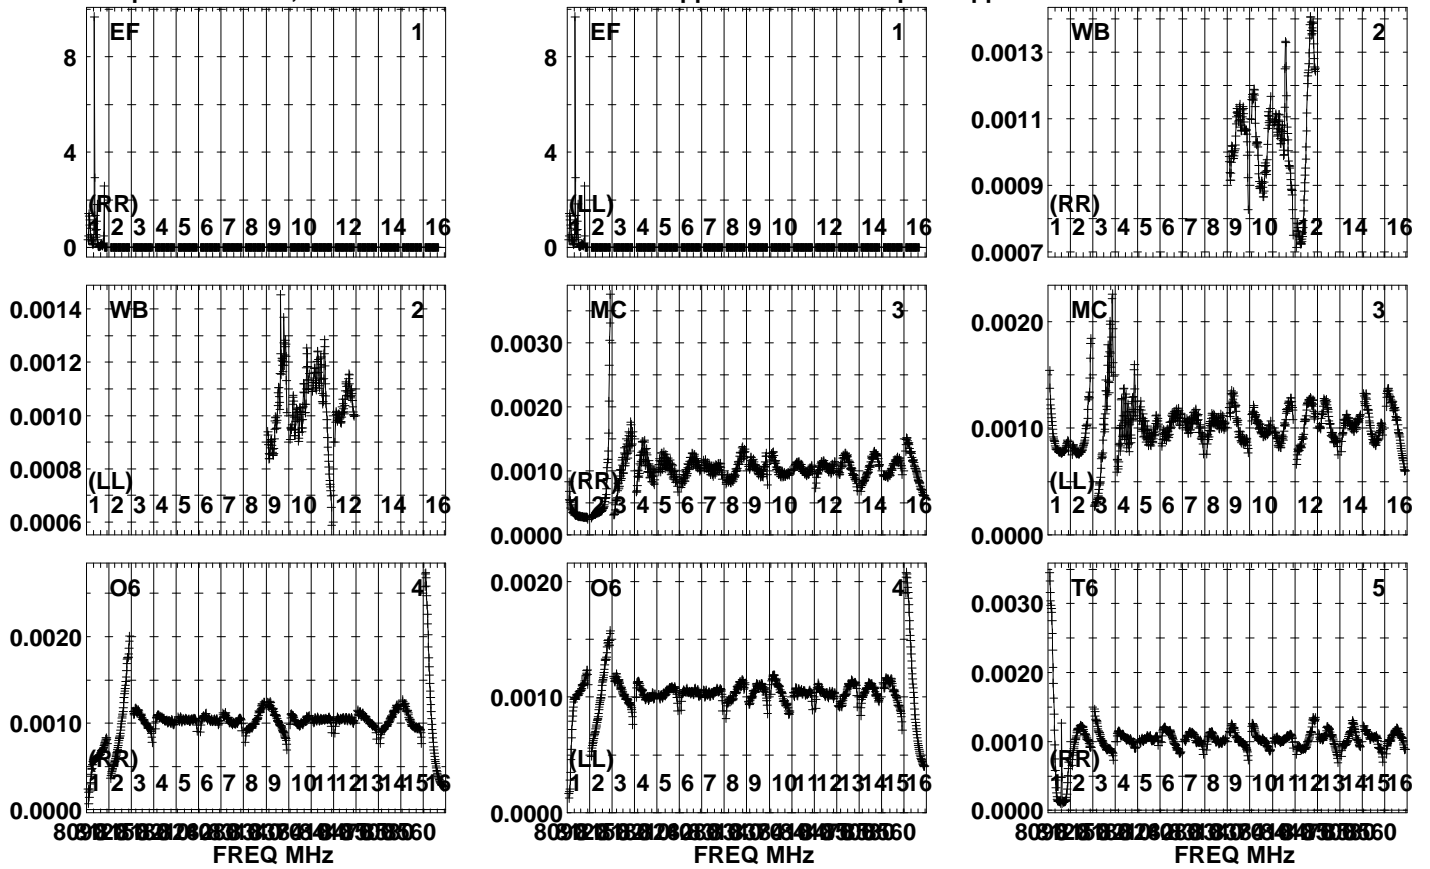 EF 1
8
4
0
(RR)
1 2 3 4 5 6 7 8 9 10 12 14 16
EF 1
8
4
0
(LL)
1 2 3 4 5 6 7 8 9 10 12 14 16
WB 2
0.0013
0.0011
0.0009
0.0007
(RR)
1 2 3 4 5 6 7 8 9 10 12 14 16
WB 2
0.0014
0.0012
0.0010
0.0008
0.0006
(LL)
1 2 3 4 5 6 7 8 9 10 12 14 16
MC 3
0.0030
0.0020
0.0010
0.0000
(RR)
1 2 3 4 5 6 7 8 9 10 12 14 16
MC 3
0.0020
0.0010
0.0000
(LL)
1 2 3 4 5 6 7 8 9 10 12 14 16
O6 4
0.0020
0.0010
0.0000
(RR)
1 2 3 4 5 6 7 8 9 10 11 12 13 14 15 16
FREQ MHz
O6 4
0.0020
0.0010
0.0000
(LL)
1 2 3 4 5 6 7 8 9 10 12 13 14 15 16
FREQ MHz
T6 5
0.0030
0.0020
0.0010
0.0000
(RR)
1 2 3 4 5 6 7 8 9 10 11 12 13 14 15 16
FREQ MHz